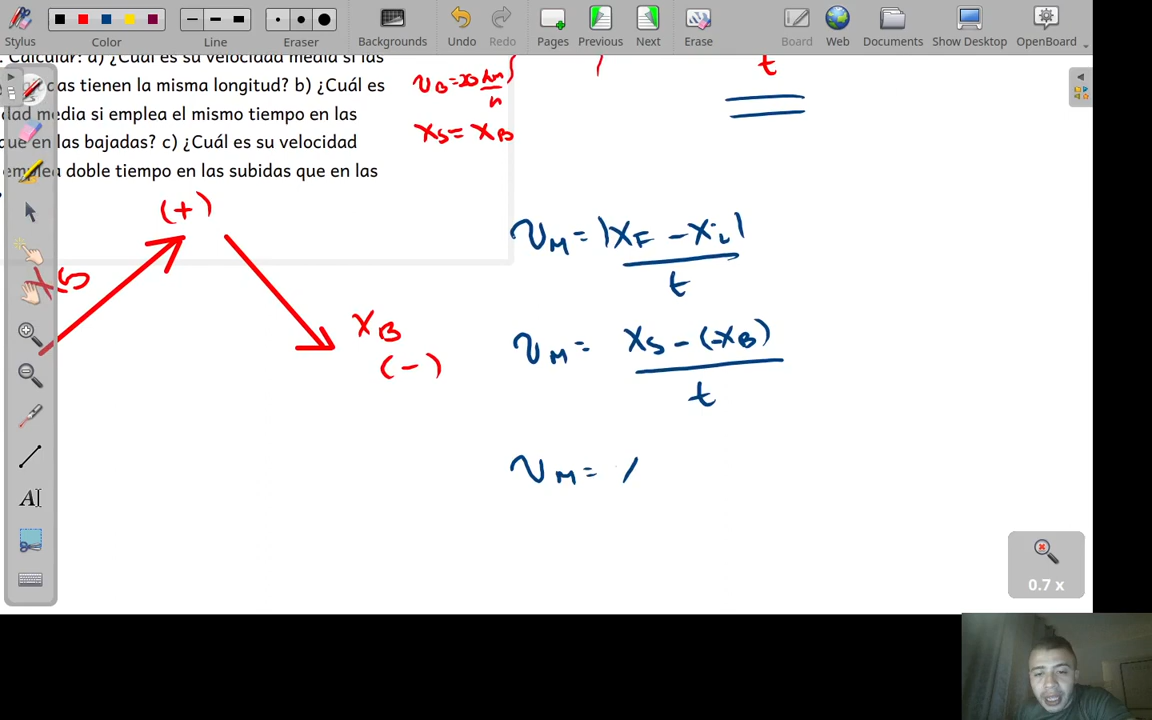 Stylus Color Line Eraser Backgrounds Undo Redo Pages Previous Next Erase Board Web Documents Show Desktop OpenBoard
. Calcular: a) ¿Cuál es su velocidad media si las
das tienen la misma longitud? b) ¿Cuál es
dad media si emplea el mismo tiempo en las
que en las bajadas? c) ¿Cuál es su velocidad
emplea doble tiempo en las subidas que en las
h
XS = XB
t
(+)
XS
XB
(-)
VM = |XF - Xi|
t
VM = XS - (-XB)
t
VM =
0.7 x